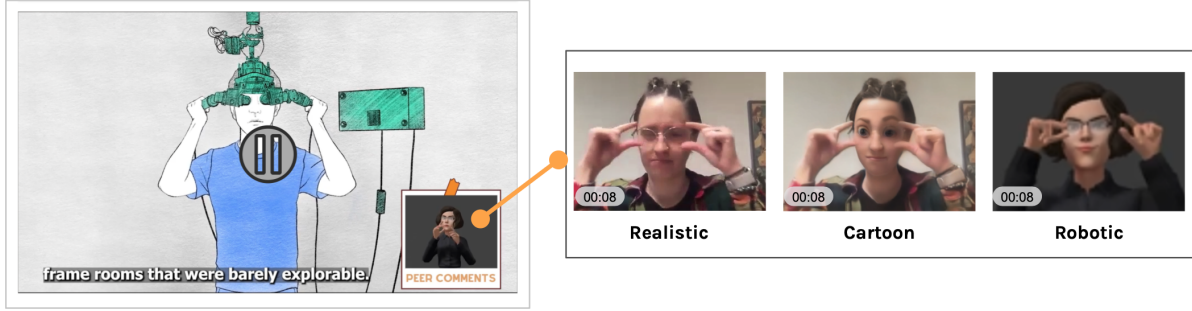 frame rooms that were barely explorable.
PEER COMMENTS
00:08
00:08
00:08
Realistic
Cartoon
Robotic